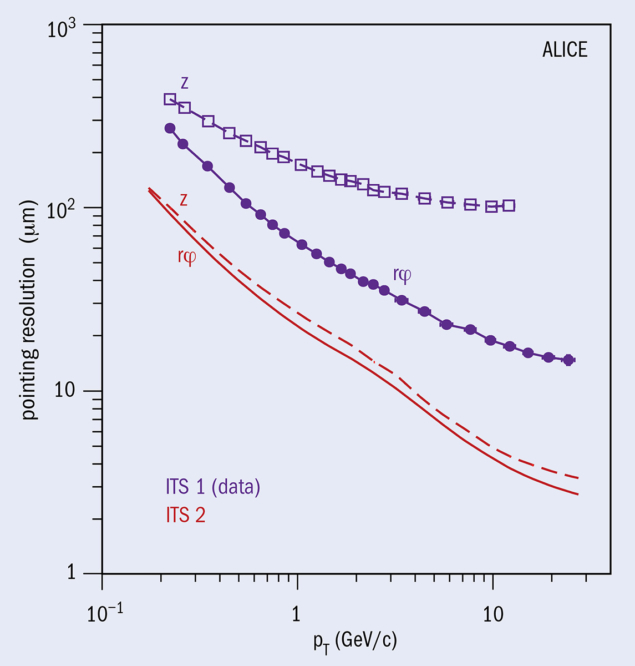 10³
ALICE
z
10²
z
rφ
rφ
pointing resolution (μm)
10
ITS 1 (data)
ITS 2
1
10⁻¹
1
10
p_T (GeV/c)